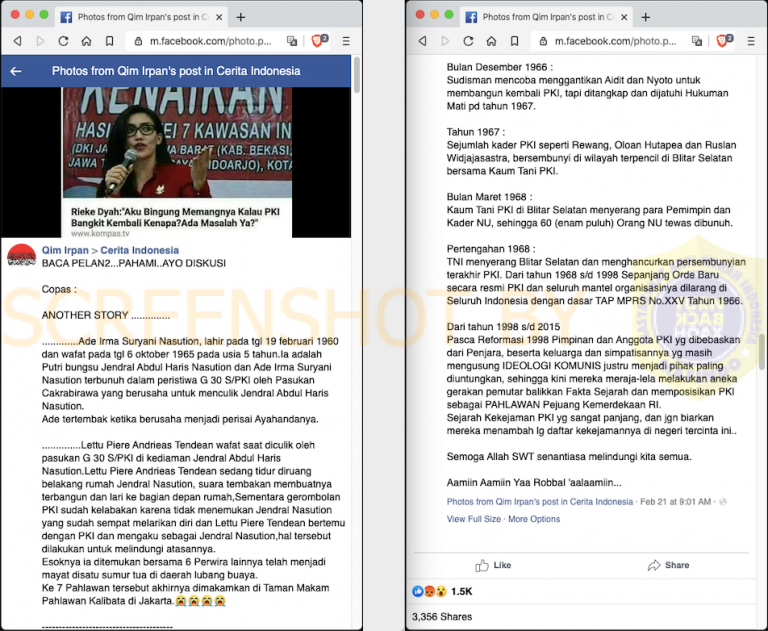 Photos from Qim Irpan's post in C
m.facebook.com/photo.p...
Photos from Qim Irpan's post in Cerita Indonesia
KENAIKAN
7 KAWASAN IN
(DKI
(KAB. BEKASI,
JAWA
OARJO), KOTA
Rieke Dyah:"Aku Bingung Memangnya Kalau PKI
Bangkit Kembali Kenapa?Ada Masalah Ya?"
www.kompas.tv
Qim Irpan > Cerita Indonesia
BACA PELAN2...PAHAMI..AYO DISKUSI
Copas :
ANOTHER STORY .............
.............Ade Irma Suryani Nasution, lahir pada tgl 19 februari 1960
dan wafat pada tgl 6 oktober 1965 pada usia 5 tahun.Ia adalah
Putri bungsu Jendral Abdul Haris Nasution dan Ade Irma Suryani
Nasution terbunuh dalam peristiwa G 30 S/PKI oleh Pasukan
Cakrabirawa yang berusaha untuk menculik Jendral Abdul Haris
Nasution.
Ade tertembak ketika berusaha menjadi perisai Ayahandanya.
..............Lettu Piere Andrieas Tendean wafat saat diculik oleh
pasukan G 30 S/PKI di kediaman Jendral Abdul Haris
Nasution.Lettu Piere Andrieas Tendean sedang tidur diruang
belakang rumah Jendral Nasution, suara tembakan membuatnya
terbangun dan lari ke bagian depan rumah,Sementara gerombolan
PKI sudah kelabakan karena tidak menemukan Jendral Nasution
yang sudah sempat melarikan diri dan Lettu Piere Tendean bertemu
dengan PKI dan mengaku sebagai Jendral Nasution,hal tersebut
dilakukan untuk melindungi atasannya.
Esoknya ia ditemukan bersama 6 Perwira lainnya telah menjadi
mayat disatu sumur tua di daerah lubang buaya.
Ke 7 Pahlawan tersebut akhirnya dimakamkan di Taman Makam
Pahlawan Kalibata di Jakarta.😭😭😭😭
---------------------------------------
Photos from Qim Irpan's post in C
m.facebook.com/photo.p...
Bulan Desember 1966 :
Sudisman mencoba menggantikan Aidit dan Nyoto untuk
membangun kembali PKI, tapi ditangkap dan dijatuhi Hukuman
Mati pd tahun 1967.
Tahun 1967 :
Sejumlah kader PKI seperti Rewang, Oloan Hutapea dan Ruslan
Widjajasastra, bersembunyi di wilayah terpencil di Blitar Selatan
bersama Kaum Tani PKI.
Bulan Maret 1968 :
Kaum Tani PKI di Blitar Selatan menyerang para Pemimpin dan
Kader NU, sehingga 60 (enam puluh) Orang NU tewas dibunuh.
Pertengahan 1968 :
TNI menyerang Blitar Selatan dan menghancurkan persembunyian
terakhir PKI. Dari tahun 1968 s/d 1998 Sepanjang Orde Baru
secara resmi PKI dan seluruh mantel organisasinya dilarang di
Seluruh Indonesia dengan dasar TAP MPRS No.XXV Tahun 1966.
Dari tahun 1998 s/d 2015
Pasca Reformasi 1998 Pimpinan dan Anggota PKI yg dibebaskan
dari Penjara, beserta keluarga dan simpatisannya yg masih
mengusung IDEOLOGI KOMUNIS justru menjadi pihak paling
diuntungkan, sehingga kini mereka meraja-lela melakukan aneka
gerakan pemutar balikkan Fakta Sejarah dan memposisikan PKI
sebagai PAHLAWAN Pejuang Kemerdekaan RI.
Sejarah Kekejaman PKI yg sangat panjang, dan jgn biarkan
mereka menambah lg daftar kekejamannya di negeri tercinta ini..
Semoga Allah SWT senantiasa melindungi kita semua.
Aamiin Aamiin Yaa Robbal 'aalaamiin...
Photos from Qim Irpan's post in Cerita Indonesia · Feb 21 at 9:01 AM ·
View Full Size · More Options
Like
Share
1.5K
3,356 Shares
SCREENSHOT BY